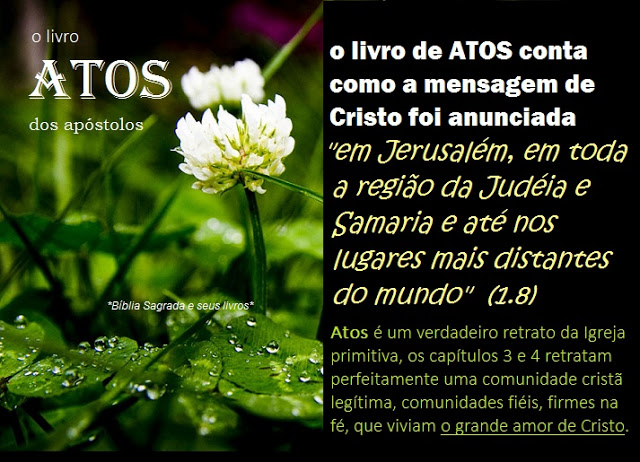 o livro
ATOS
dos apóstolos
*Bíblia Sagrada e seus livros*
o livro de ATOS conta
como a mensagem de
Cristo foi anunciada
"em Jerusalém, em toda
a região da Judéia e
Samaria e até nos
lugares mais distantes
do mundo" (1.8)
Atos é um verdadeiro retrato da Igreja
primitiva, os capítulos 3 e 4 retratam
perfeitamente uma comunidade cristã
legítima, comunidades fiéis, firmes na
fé, que viviam o grande amor de Cristo.